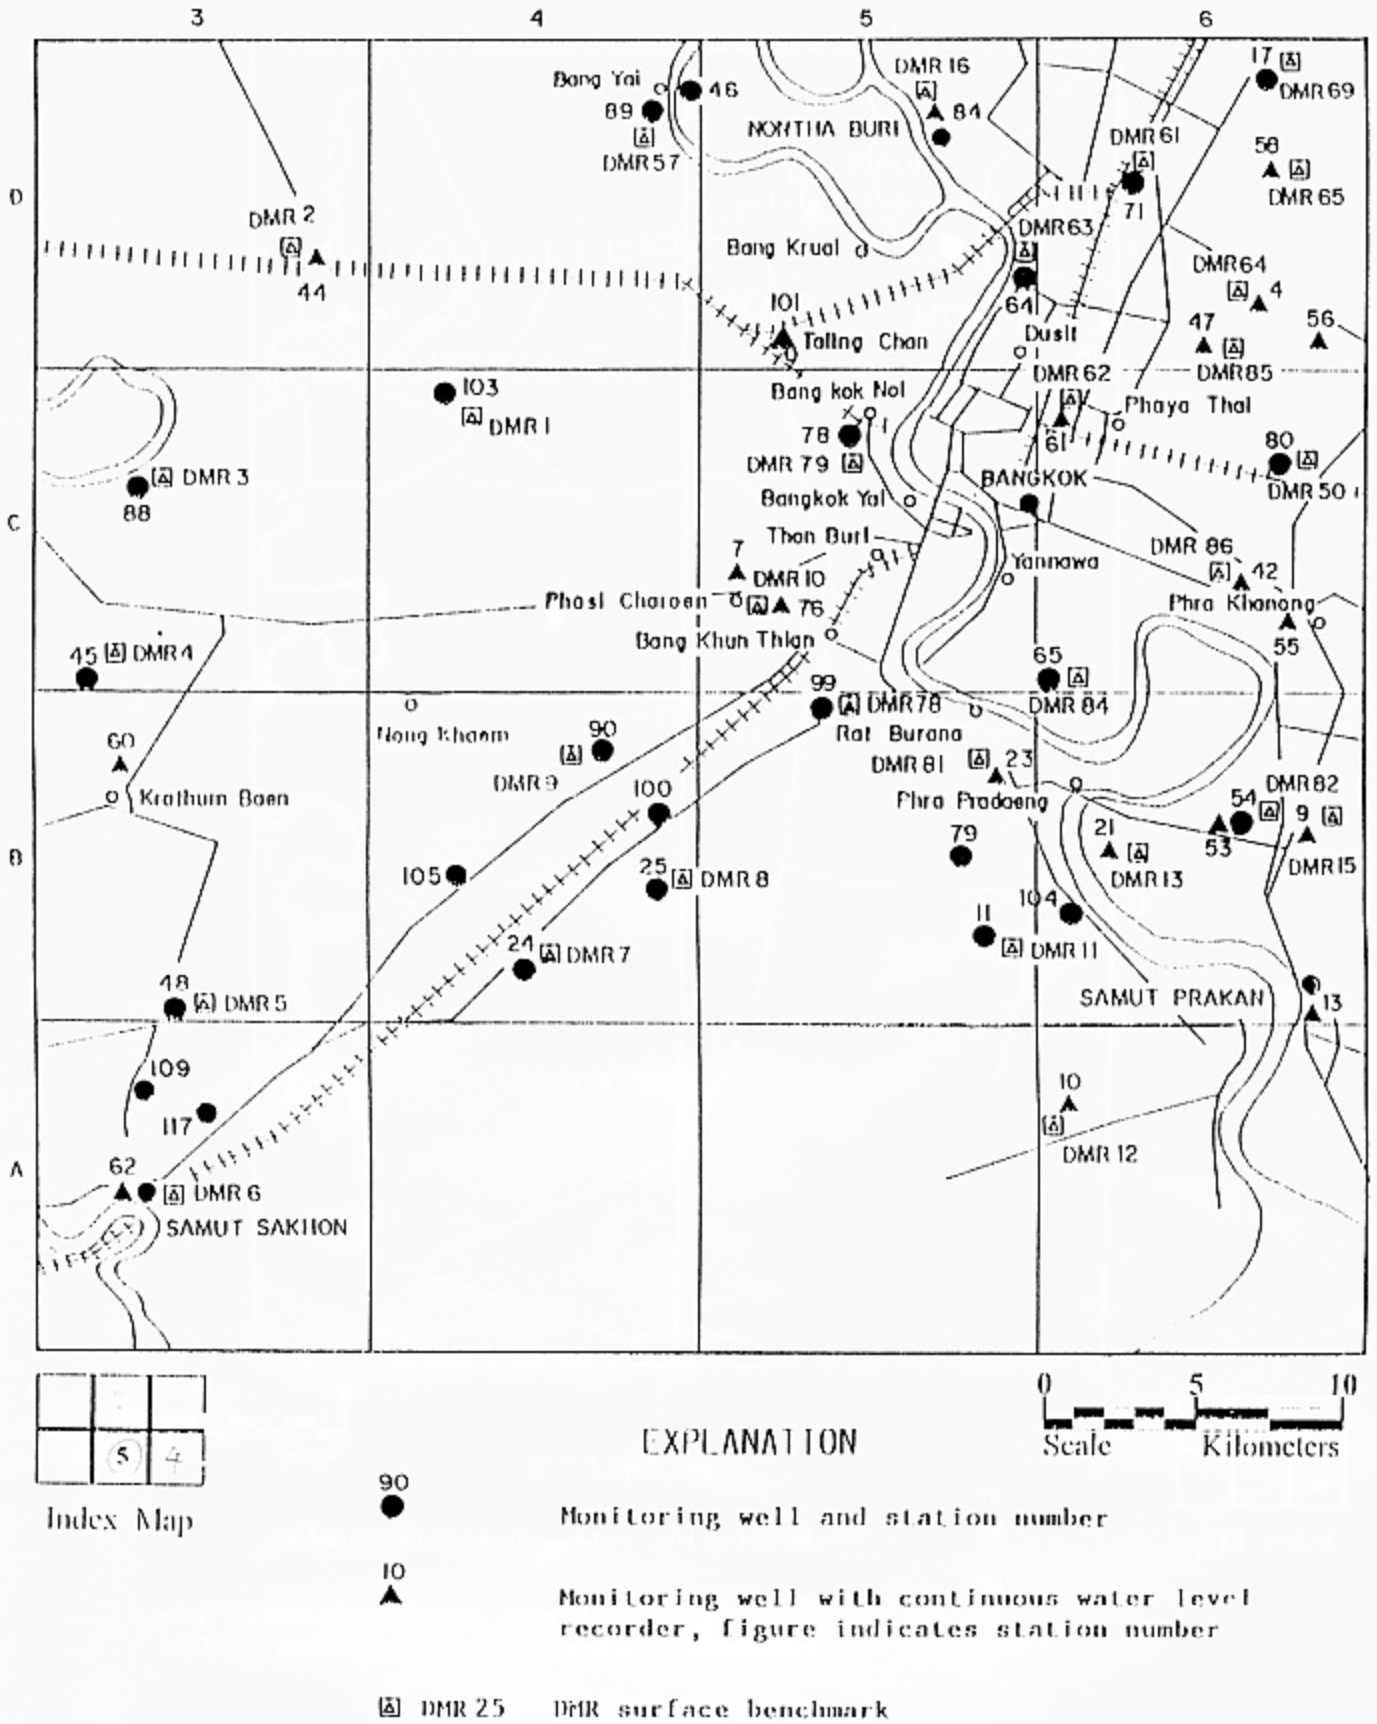 3 4 5 6
Bang Yai
46
89
DMR 57
DMR 16
84
NONTHA BURI
17
DMR 69
DMR 61
71
58
DMR 65
D
DMR 2
44
Bang Krual
DMR 63
64
DMR 64
4
101
Taling Chan
Dusit
47
DMR 85
56
103
DMR 1
Bang kok Noi
DMR 62
61
Phaya Thai
78
DMR 79
80
DMR 50
DMR 3
88
C
Bangkok Yai
BANGKOK
Thon Buri
Yannawa
7
DMR 10
76
DMR 86
42
Phra Khanong
55
Phasi Charoen
Bang Khun Thian
45
DMR 4
65
DMR 84
99
DMR 78
Nong Khaem
Rat Burana
60
90
DMR 9
DMR 81
23
Krathum Baen
100
Phra Pradaeng
DMR 82
54
53
9
DMR 15
B
79
21
DMR 13
105
25
DMR 8
104
11
DMR 11
24
DMR 7
48
DMR 5
SAMUT PRAKAN
13
109
117
10
DMR 12
A
62
DMR 6
SAMUT SAKHON
5 4
Index Map
0 5 10
Scale Kilometers
EXPLANATION
90
Monitoring well and station number
10
Monitoring well with continuous water level
recorder, figure indicates station number
DMR 25 DMR surface benchmark